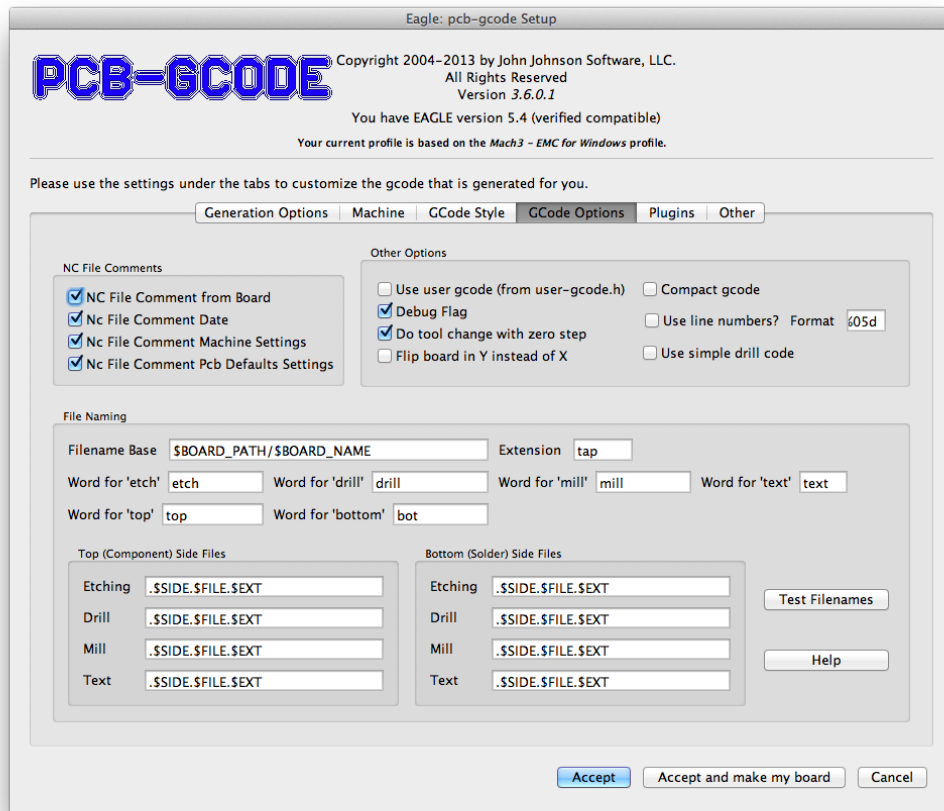 Eagle: pcb-gcode Setup
PCB-GCODE
Copyright 2004-2013 by John Johnson Software, LLC.
All Rights Reserved
Version 3.6.0.1
You have EAGLE version 5.4 (verified compatible)
Your current profile is based on the Mach3 - EMC for Windows profile.
Please use the settings under the tabs to customize the gcode that is generated for you.
Generation Options Machine GCode Style GCode Options Plugins Other
NC File Comments
NC File Comment from Board
Nc File Comment Date
Nc File Comment Machine Settings
Nc File Comment Pcb Defaults Settings
Other Options
Use user gcode (from user-gcode.h) Compact gcode
Debug Flag
Use line numbers? Format 605d
Do tool change with zero step
Flip board in Y instead of X Use simple drill code
File Naming
Filename Base $BOARD_PATH/$BOARD_NAME Extension tap
Word for 'etch' etch Word for 'drill' drill Word for 'mill' mill Word for 'text' text
Word for 'top' top Word for 'bottom' bot
Top (Component) Side Files
Etching .$SIDE.$FILE.$EXT
Drill .$SIDE.$FILE.$EXT
Mill .$SIDE.$FILE.$EXT
Text .$SIDE.$FILE.$EXT
Bottom (Solder) Side Files
Etching .$SIDE.$FILE.$EXT
Drill .$SIDE.$FILE.$EXT
Mill .$SIDE.$FILE.$EXT
Text .$SIDE.$FILE.$EXT
Test Filenames
Help
Accept Accept and make my board Cancel